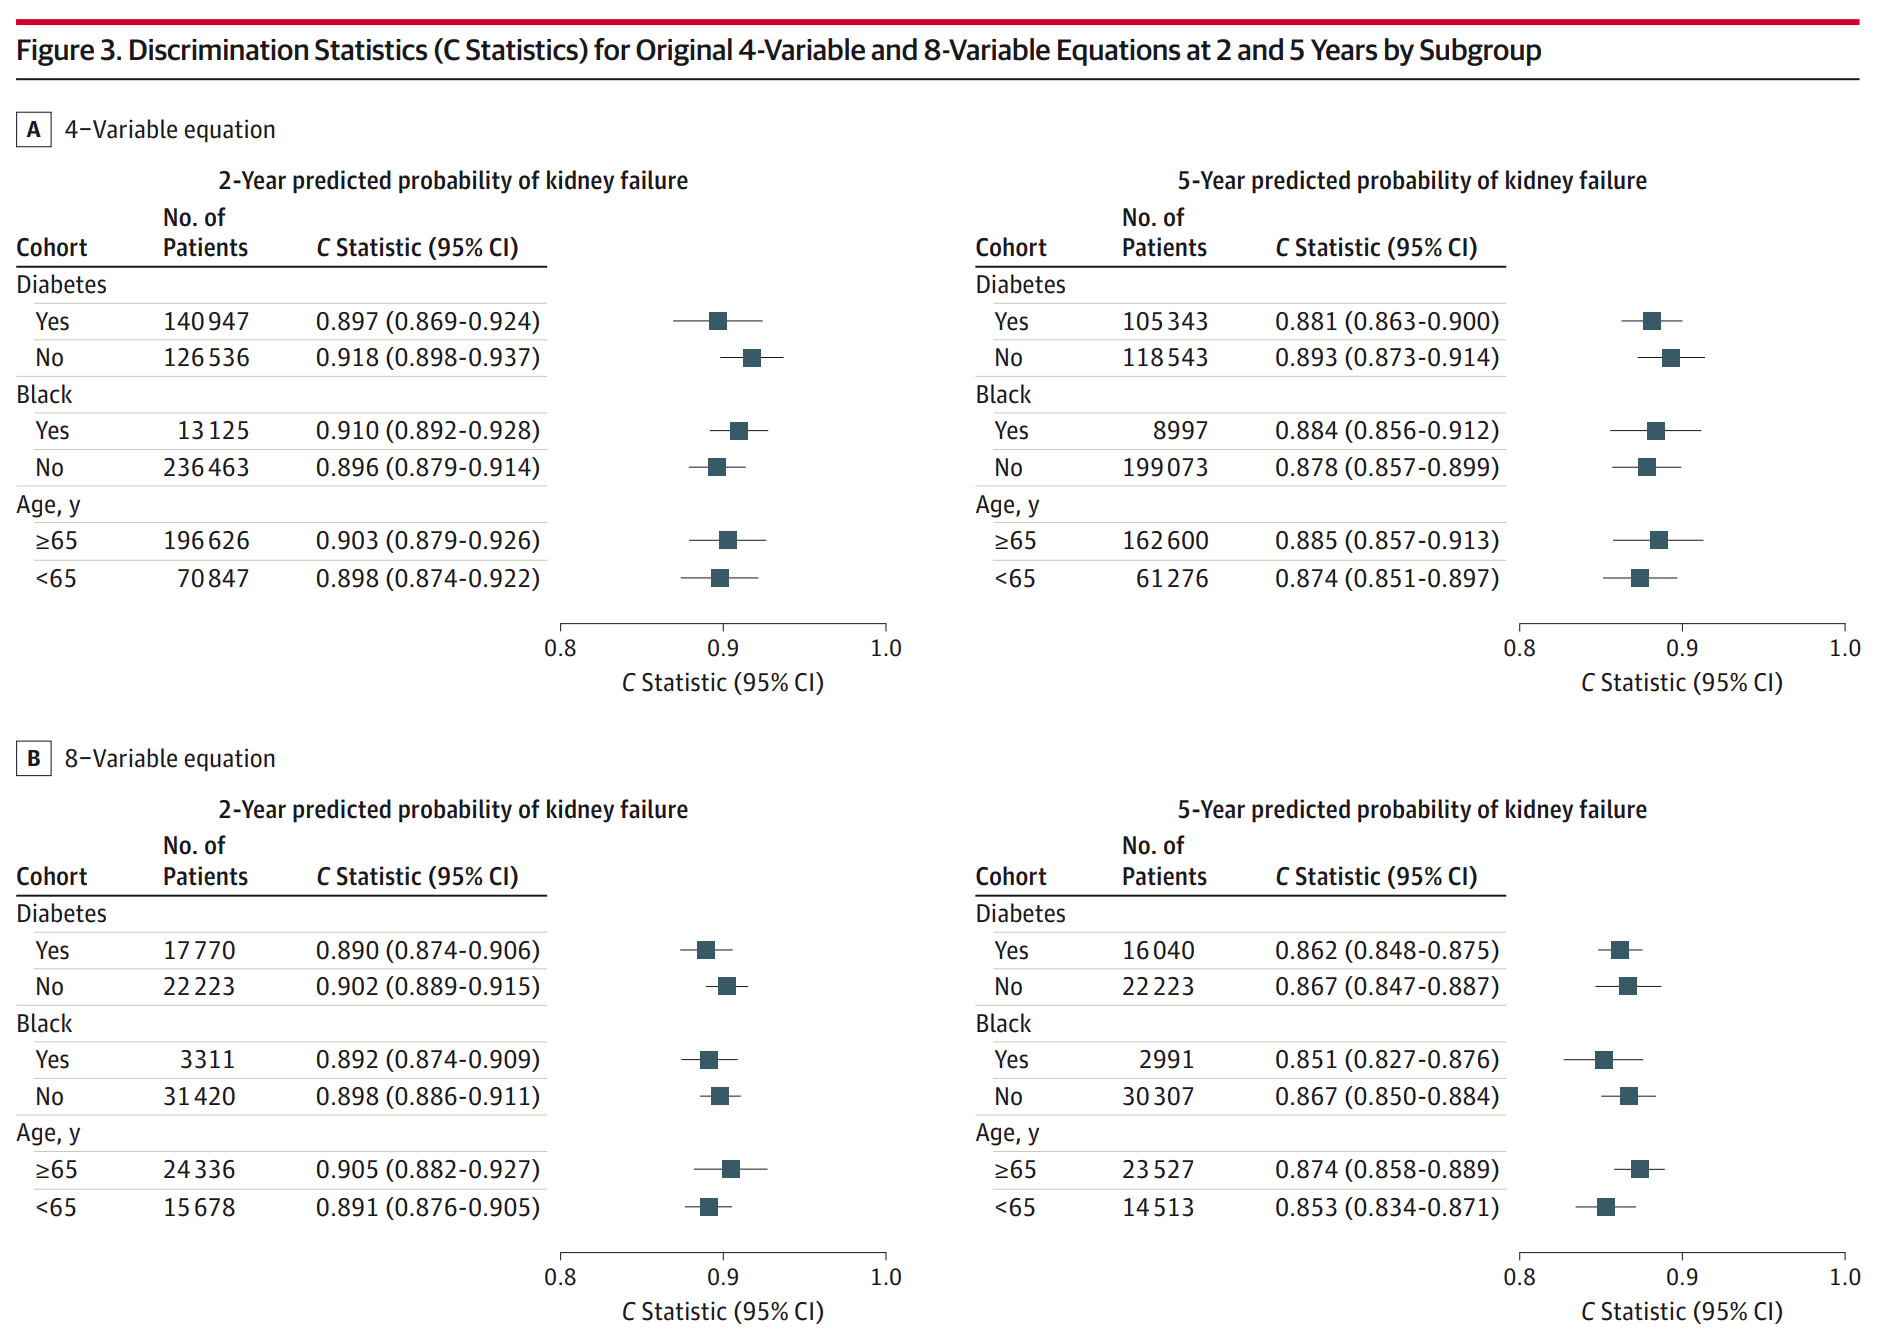 Figure 3. Discrimination Statistics (C Statistics) for Original 4-Variable and 8-Variable Equations at 2 and 5 Years by Subgroup
A 4–Variable equation
2-Year predicted probability of kidney failure
No. of
Cohort Patients C Statistic (95% CI)
Diabetes
Yes 140 947 0.897 (0.869-0.924)
No 126 536 0.918 (0.898-0.937)
Black
Yes 13 125 0.910 (0.892-0.928)
No 236 463 0.896 (0.879-0.914)
Age, y
≥65 196 626 0.903 (0.879-0.926)
<65 70 847 0.898 (0.874-0.922)
0.8 0.9 1.0
C Statistic (95% CI)
5-Year predicted probability of kidney failure
No. of
Cohort Patients C Statistic (95% CI)
Diabetes
Yes 105 343 0.881 (0.863-0.900)
No 118 543 0.893 (0.873-0.914)
Black
Yes 8997 0.884 (0.856-0.912)
No 199 073 0.878 (0.857-0.899)
Age, y
≥65 162 600 0.885 (0.857-0.913)
<65 61 276 0.874 (0.851-0.897)
0.8 0.9 1.0
C Statistic (95% CI)
B 8–Variable equation
2-Year predicted probability of kidney failure
No. of
Cohort Patients C Statistic (95% CI)
Diabetes
Yes 17 770 0.890 (0.874-0.906)
No 22 223 0.902 (0.889-0.915)
Black
Yes 3311 0.892 (0.874-0.909)
No 31 420 0.898 (0.886-0.911)
Age, y
≥65 24 336 0.905 (0.882-0.927)
<65 15 678 0.891 (0.876-0.905)
0.8 0.9 1.0
C Statistic (95% CI)
5-Year predicted probability of kidney failure
No. of
Cohort Patients C Statistic (95% CI)
Diabetes
Yes 16 040 0.862 (0.848-0.875)
No 22 223 0.867 (0.847-0.887)
Black
Yes 2991 0.851 (0.827-0.876)
No 30 307 0.867 (0.850-0.884)
Age, y
≥65 23 527 0.874 (0.858-0.889)
<65 14 513 0.853 (0.834-0.871)
0.8 0.9 1.0
C Statistic (95% CI)